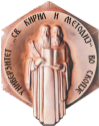 УНИВЕРЗИТЕТ "СВ. КИРИЛ И МЕТОДИЈ" ВО СКОПЈЕ